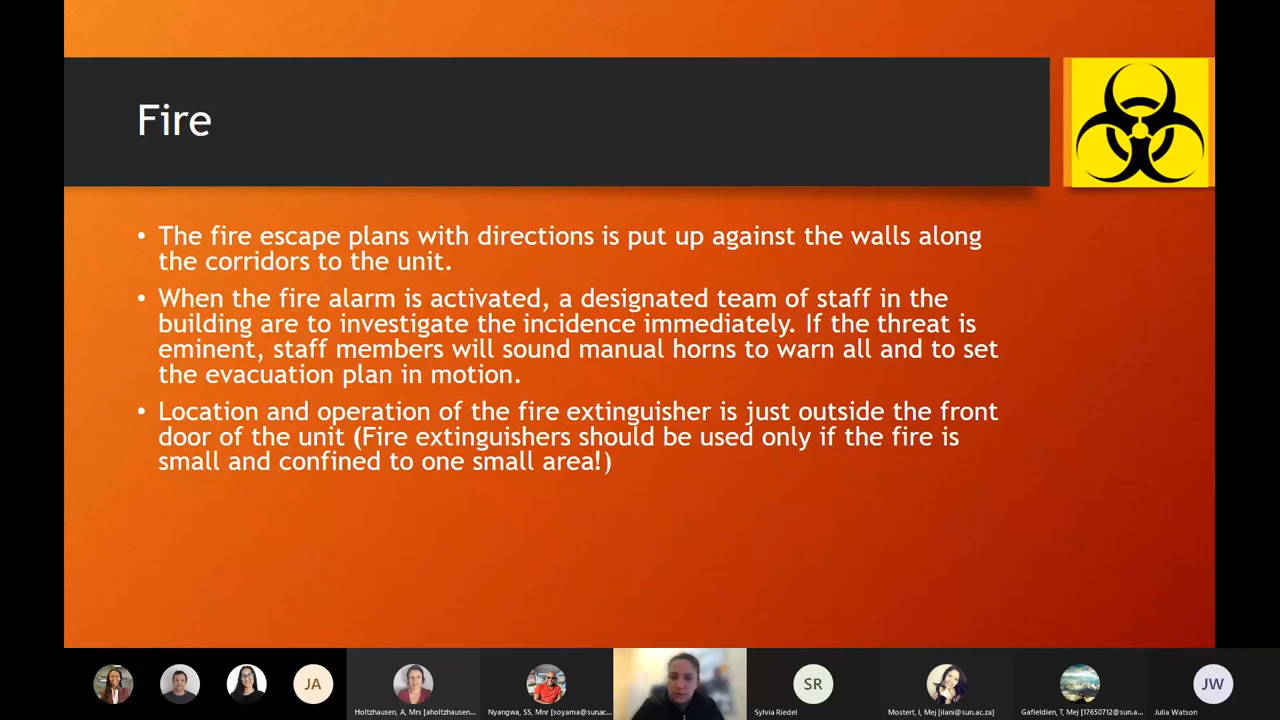 Fire
• The fire escape plans with directions is put up against the walls along
the corridors to the unit.
• When the fire alarm is activated, a designated team of staff in the
building are to investigate the incidence immediately. If the threat is
eminent, staff members will sound manual horns to warn all and to set
the evacuation plan in motion.
• Location and operation of the fire extinguisher is just outside the front
door of the unit (Fire extinguishers should be used only if the fire is
small and confined to one small area!)
JA
SR
JW
Holtzhausen, A, Mrs [aholtzhausen...
Nyangwa, SS, Mnr [soyama@sunac...
Sylvia Riedel
Mostert, I, Mej [ilani@sun.ac.za]
Gafieldien, T, Mej [17650712@sun.a...
Julia Watson